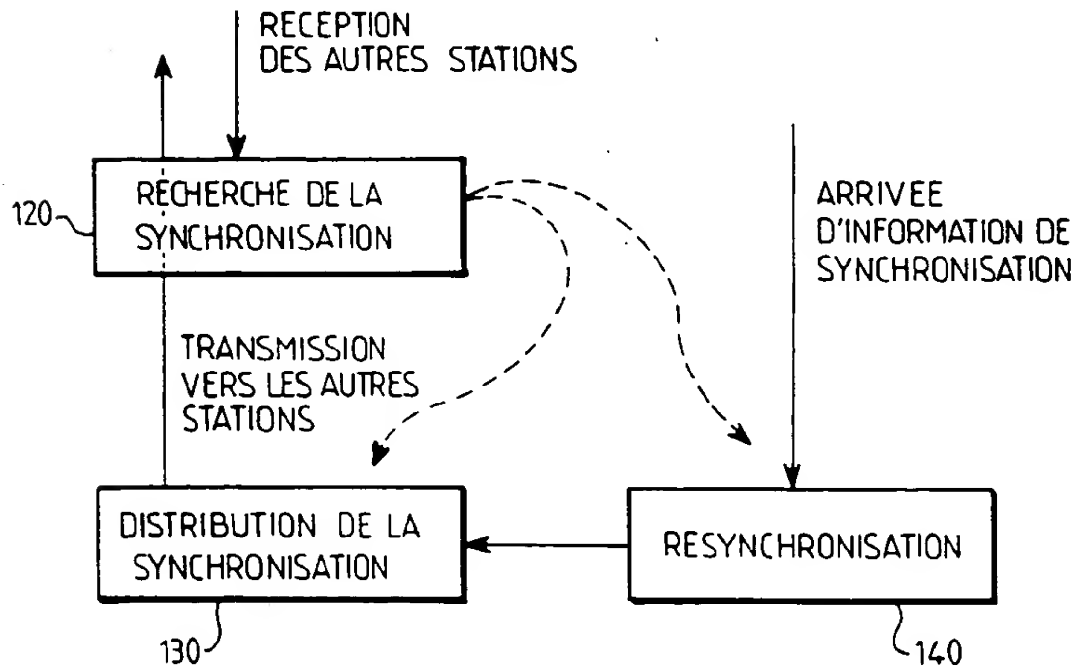 RECEPTION
DES AUTRES STATIONS
RECHERCHE DE LA
SYNCHRONISATION
120
ARRIVEE
D'INFORMATION DE
SYNCHRONISATION
TRANSMISSION
VERS LES AUTRES
STATIONS
DISTRIBUTION DE LA
SYNCHRONISATION
130
RESYNCHRONISATION
140